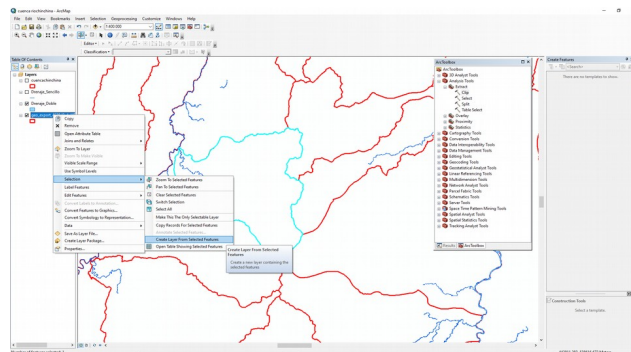 cuenca riochinchina - ArcMap
File Edit View Bookmarks Insert Selection Geoprocessing Customize Windows Help
1:400.000
Editor
Classification
Table Of Contents
Layers
cuencachinchina
Drenaje_Sencillo
Drenaje_Doble
Copy
Remove
Open Attribute Table
Joins and Relates
Zoom To Layer
Zoom To Make Visible
Visible Scale Range
Use Symbol Levels
Selection
Label Features
Edit Features
Convert Labels to Annotation...
Convert Features to Graphics...
Convert Symbology to Representation...
Data
Save As Layer File...
Create Layer Package...
Properties...
Zoom To Selected Features
Pan To Selected Features
Clear Selected Features
Switch Selection
Select All
Make This The Only Selectable Layer
Copy Records For Selected Features
Annotate Selected Features...
Create Layer From Selected Features
Open Table Showing Selected Features
Create Layer From Selected
Features
Create a new layer containing the
selected features
ArcToolbox
ArcToolbox
3D Analyst Tools
Analysis Tools
Extract
Clip
Select
Split
Table Select
Overlay
Proximity
Statistics
Cartography Tools
Conversion Tools
Data Interoperability Tools
Data Management Tools
Editing Tools
Geocoding Tools
Geostatistical Analyst Tools
Linear Referencing Tools
Multidimension Tools
Network Analyst Tools
Parcel Fabric Tools
Schematics Tools
Server Tools
Space Time Pattern Mining Tools
Spatial Analyst Tools
Spatial Statistics Tools
Tracking Analyst Tools
Results ArcToolbox
Create Features
<Search>
There are no templates to show.
Construction Tools
Select a template.